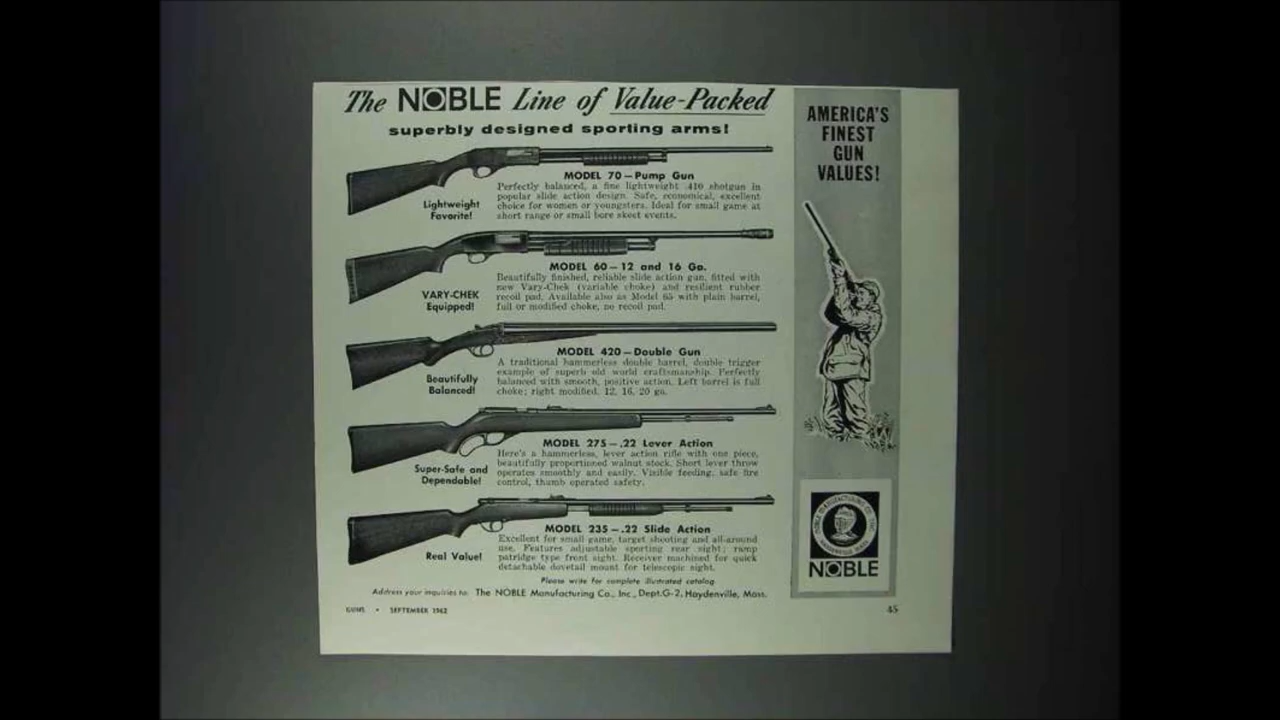 The NOBLE Line of Value-Packed
superbly designed sporting arms!
MODEL 70 — Pump Gun
Perfectly balanced, a fine lightweight .410 shotgun in
popular slide action design. Safe, economical, excellent
choice for women or youngsters. Ideal for small game at
short range or small bore skeet events.
Lightweight
Favorite!
MODEL 60 — 12 and 16 Ga.
Beautifully finished, reliable slide action gun, fitted with
new Vary-Chek (variable choke) and resilient rubber
recoil pad. Available also as Model 65 with plain barrel,
full or modified choke, no recoil pad.
VARY-CHEK
Equipped!
MODEL 420 — Double Gun
A traditional hammerless double barrel, double trigger
example of superb old world craftsmanship. Perfectly
balanced with smooth, positive action. Left barrel is full
choke; right modified. 12, 16, 20 ga.
Beautifully
Balanced!
MODEL 275 — .22 Lever Action
Here's a hammerless, lever action rifle with one piece,
beautifully proportioned walnut stock. Short lever throw
operates smoothly and easily. Visible feeding, safe fire
control, thumb operated safety.
Super-Safe and
Dependable!
MODEL 235 — .22 Slide Action
Excellent for small game, target shooting and all-around
use. Features adjustable sporting rear sight; ramp
patridge type front sight. Receiver machined for quick
detachable dovetail mount for telescopic sight.
Real Value!
Please write for complete illustrated catalog
Address your inquiries to: The NOBLE Manufacturing Co., Inc., Dept. G-2, Haydenville, Mass.
GUNS • SEPTEMBER 1962
45
AMERICA'S
FINEST
GUN
VALUES!
NOBLE MANUFACTURING CO. INC.
HAYDENVILLE MASS.
NOBLE